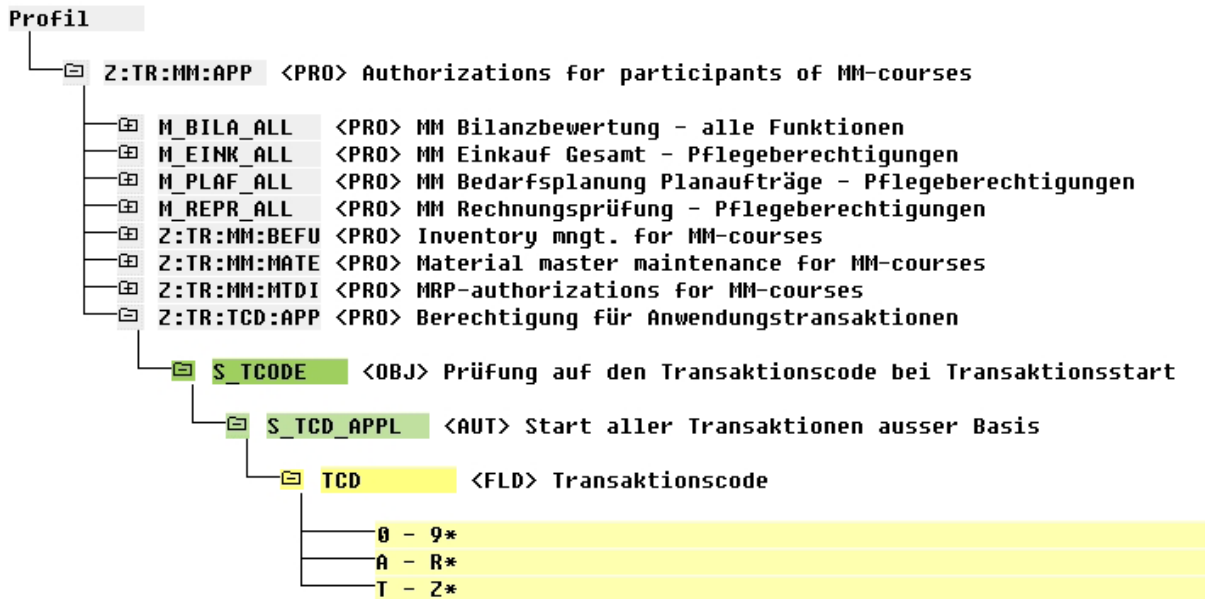 Profil
Z:TR:MM:APP <PRO> Authorizations for participants of MM-courses
M_BILA_ALL <PRO> MM Bilanzbewertung - alle Funktionen
M_EINK_ALL <PRO> MM Einkauf Gesamt - Pflegeberechtigungen
M_PLAF_ALL <PRO> MM Bedarfsplanung Planaufträge - Pflegeberechtigungen
M_REPR_ALL <PRO> MM Rechnungsprüfung - Pflegeberechtigungen
Z:TR:MM:BEFU <PRO> Inventory mngt. for MM-courses
Z:TR:MM:MATE <PRO> Material master maintenance for MM-courses
Z:TR:MM:MTDI <PRO> MRP-authorizations for MM-courses
Z:TR:TCD:APP <PRO> Berechtigung für Anwendungstransaktionen
S_TCODE <OBJ> Prüfung auf den Transaktionscode bei Transaktionsstart
S_TCD_APPL <AUT> Start aller Transaktionen ausser Basis
TCD <FLD> Transaktionscode
0 - 9*
A - R*
T - Z*